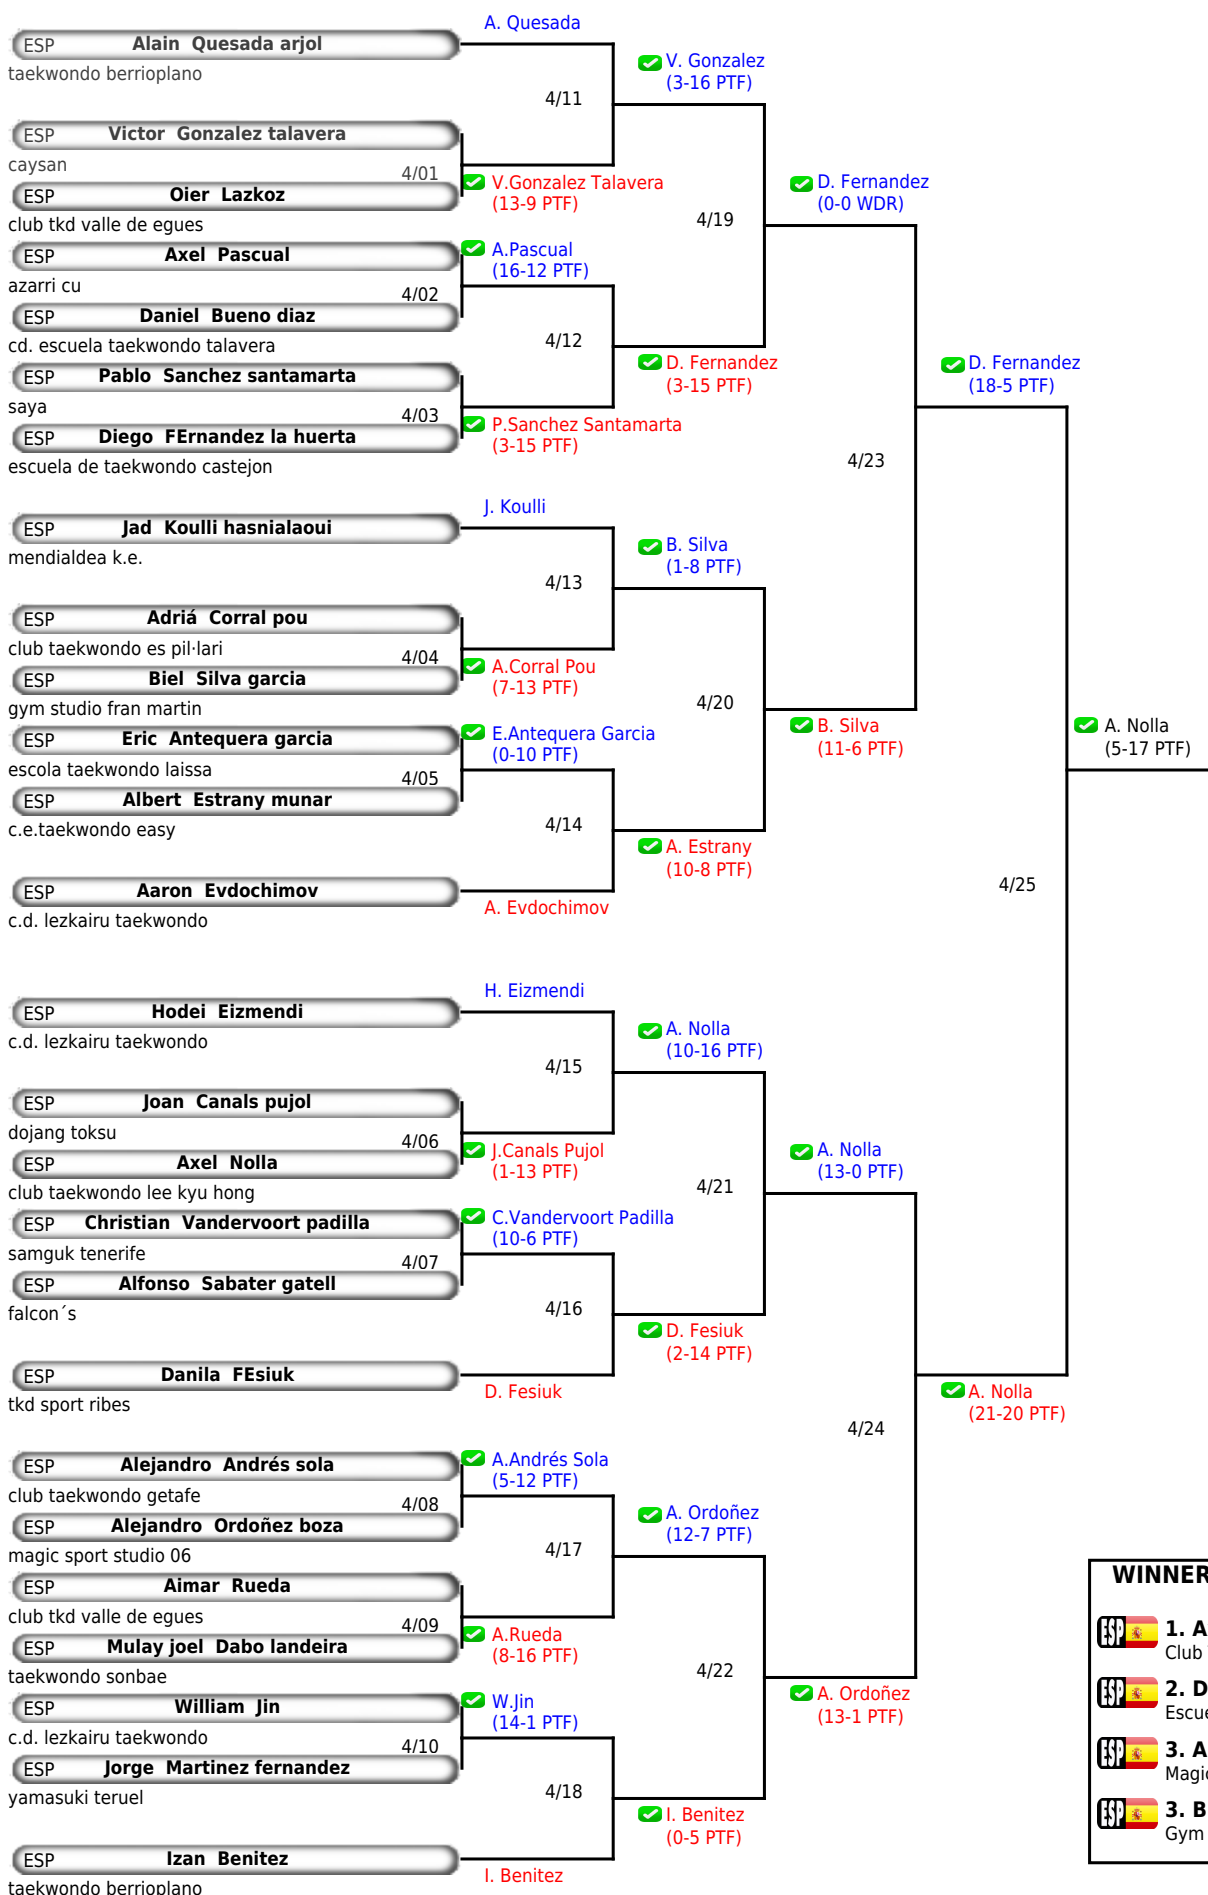 A. Quesada
ESP Alain Quesada arjol
taekwondo berrioplano
V. Gonzalez
(3-16 PTF)
4/11
ESP Victor Gonzalez talavera
caysan
4/01
V.Gonzalez Talavera
(13-9 PTF)
ESP Oier Lazkoz
club tkd valle de egues
D. Fernandez
(0-0 WDR)
4/19
ESP Axel Pascual
azarri cu
A.Pascual
(16-12 PTF)
4/02
ESP Daniel Bueno diaz
cd. escuela taekwondo talavera
4/12
D. Fernandez
(3-15 PTF)
D. Fernandez
(18-5 PTF)
ESP Pablo Sanchez santamarta
saya
4/03
P.Sanchez Santamarta
(3-15 PTF)
ESP Diego FErnandez la huerta
escuela de taekwondo castejon
4/23
J. Koulli
ESP Jad Koulli hasnialaoui
mendialdea k.e.
B. Silva
(1-8 PTF)
4/13
ESP Adriá Corral pou
club taekwondo es pil·lari
4/04
A.Corral Pou
(7-13 PTF)
ESP Biel Silva garcia
gym studio fran martin
4/20
B. Silva
(11-6 PTF)
A. Nolla
(5-17 PTF)
ESP Eric Antequera garcia
escola taekwondo laissa
E.Antequera Garcia
(0-10 PTF)
4/05
ESP Albert Estrany munar
c.e.taekwondo easy
4/14
A. Estrany
(10-8 PTF)
ESP Aaron Evdochimov
c.d. lezkairu taekwondo
A. Evdochimov
4/25
H. Eizmendi
ESP Hodei Eizmendi
c.d. lezkairu taekwondo
A. Nolla
(10-16 PTF)
4/15
ESP Joan Canals pujol
dojang toksu
4/06
J.Canals Pujol
(1-13 PTF)
ESP Axel Nolla
club taekwondo lee kyu hong
A. Nolla
(13-0 PTF)
4/21
ESP Christian Vandervoort padilla
samguk tenerife
C.Vandervoort Padilla
(10-6 PTF)
4/07
ESP Alfonso Sabater gatell
falcon´s
4/16
D. Fesiuk
(2-14 PTF)
ESP Danila FEsiuk
tkd sport ribes
D. Fesiuk
A. Nolla
(21-20 PTF)
4/24
ESP Alejandro Andrés sola
club taekwondo getafe
A.Andrés Sola
(5-12 PTF)
4/08
ESP Alejandro Ordoñez boza
magic sport studio 06
A. Ordoñez
(12-7 PTF)
4/17
ESP Aimar Rueda
club tkd valle de egues
4/09
A.Rueda
(8-16 PTF)
ESP Mulay joel Dabo landeira
taekwondo sonbae
4/22
A. Ordoñez
(13-1 PTF)
ESP William Jin
c.d. lezkairu taekwondo
W.Jin
(14-1 PTF)
4/10
ESP Jorge Martinez fernandez
yamasuki teruel
4/18
I. Benitez
(0-5 PTF)
ESP Izan Benitez
taekwondo berrioplano
I. Benitez
WINNER
ESP 1. A
Club
ESP 2. D
Escue
ESP 3. A
Magic
ESP 3. B
Gym